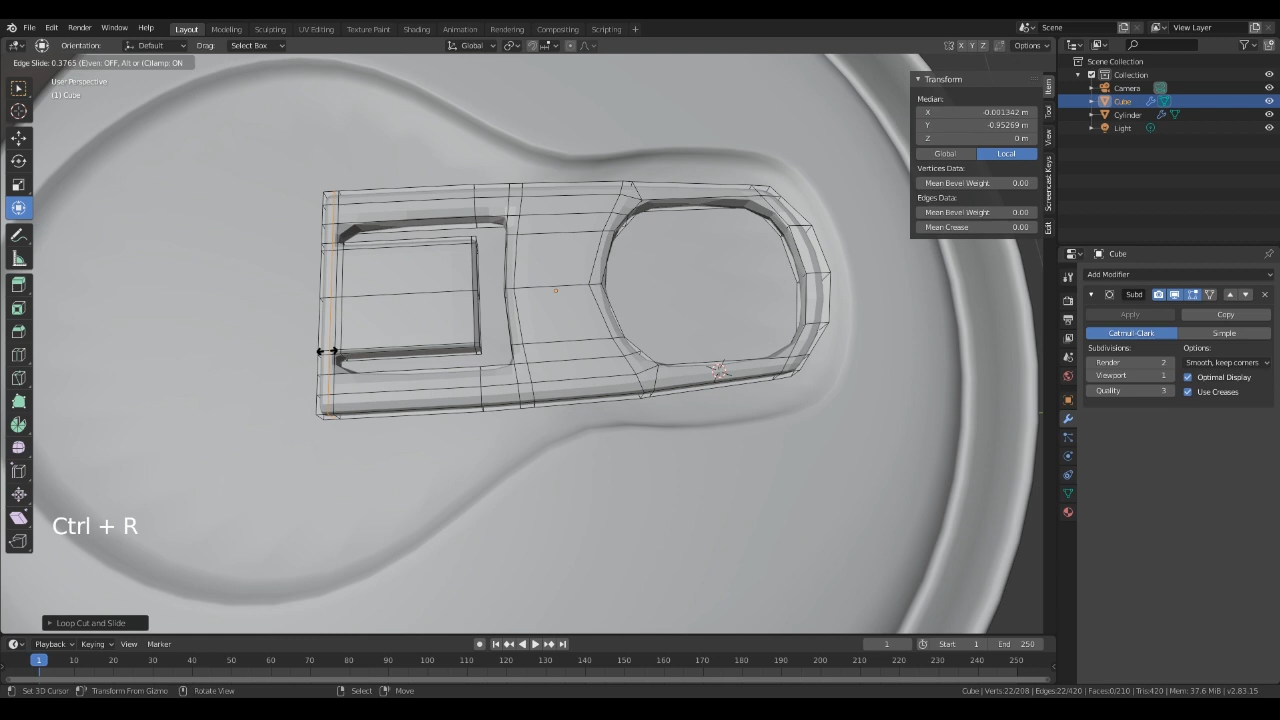 File Edit Render Window Help Layout Modeling Sculpting UV Editing Texture Paint Shading Animation Rendering Compositing Scripting + Scene View Layer
Orientation: Default Drag: Select Box Global X Y Z Options
Edge Slide: 0.3765 (E)ven: OFF, Alt or (C)lamp: ON
User Perspective
(1) Cube
Transform
Median:
X -0.001342 m
Y -0.95269 m
Z 0 m
Global Local
Vertices Data:
Mean Bevel Weight 0.00
Edges Data:
Mean Bevel Weight 0.00
Mean Crease 0.00
Item
Tool
View
Screencast Keys
Edit
Scene Collection
Collection
Camera
Cube
Cylinder
Light
Cube
Add Modifier
Subd
Apply Copy
Catmull-Clark Simple
Subdivisions: Options:
Render 2 Smooth, keep corners
Viewport 1 Optimal Display
Quality 3 Use Creases
Ctrl + R
Loop Cut and Slide
Playback Keying View Marker 1 Start 1 End 250
1 10 20 30 40 50 60 70 80 90 100 110 120 130 140 150 160 170 180 190 200 210 220 230 240 250
Set 3D Cursor Transform From Gizmo Rotate View Select Move Cube | Verts:22/208 | Edges:22/420 | Faces:0/210 | Tris:420 | Mem: 37.6 MiB | v2.83.15